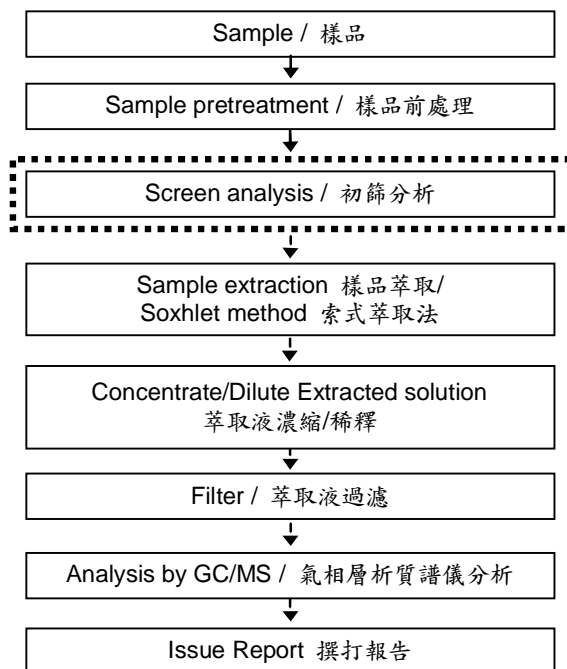 Sample / 樣品
Sample pretreatment / 樣品前處理
Screen analysis / 初篩分析
Sample extraction 樣品萃取/
Soxhlet method 索式萃取法
Concentrate/Dilute Extracted solution
萃取液濃縮/稀釋
Filter / 萃取液過濾
Analysis by GC/MS / 氣相層析質譜儀分析
Issue Report 撰打報告